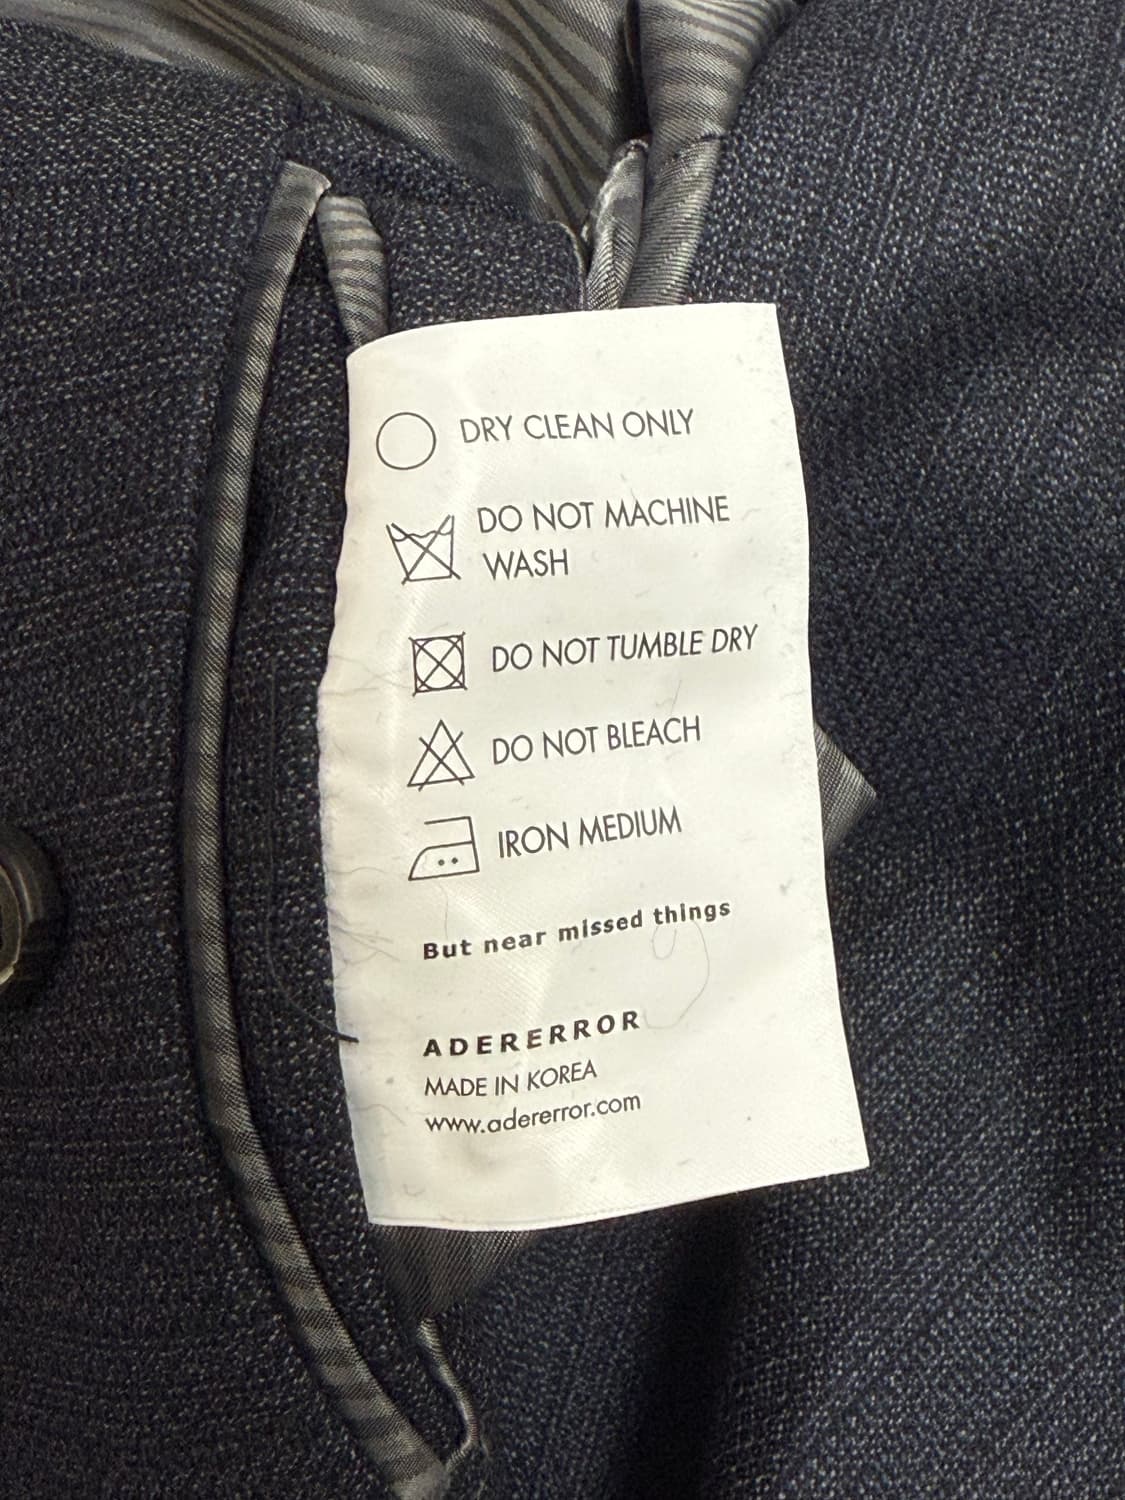 DRY CLEAN ONLY
DO NOT MACHINE
WASH
DO NOT TUMBLE DRY
DO NOT BLEACH
IRON MEDIUM
But near missed things
ADERERROR
MADE IN KOREA
www.adererror.com